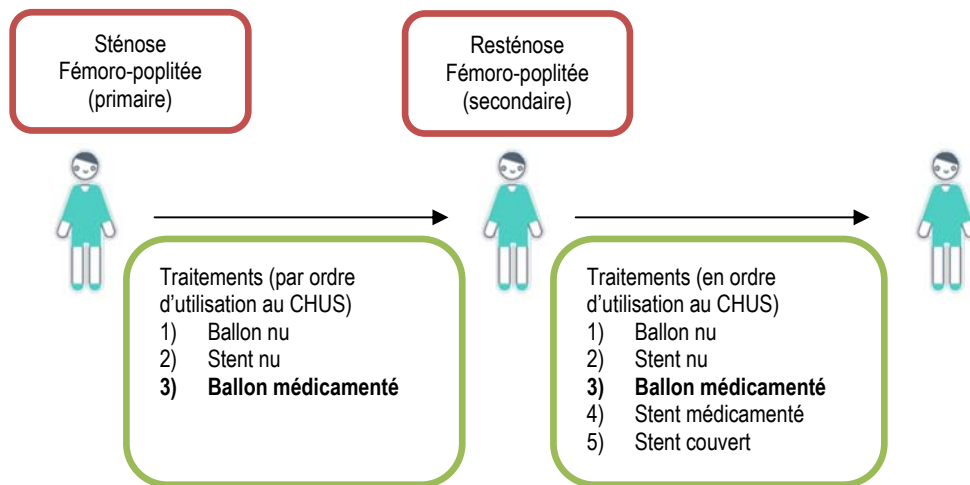 Sténose
Fémoro-poplitée
(primaire)
Resténose
Fémoro-poplitée
(secondaire)
Traitements (par ordre
d’utilisation au CHUS)
1) Ballon nu
2) Stent nu
3) Ballon médicamenté
Traitements (en ordre
d’utilisation au CHUS)
1) Ballon nu
2) Stent nu
3) Ballon médicamenté
4) Stent médicamenté
5) Stent couvert